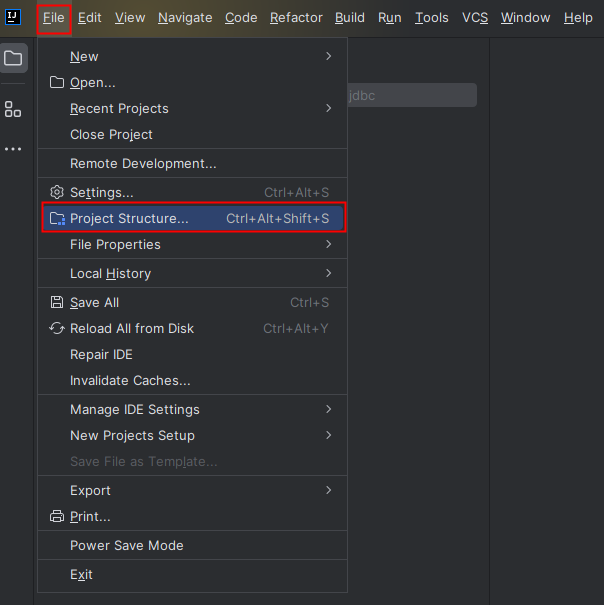 IJ File Edit View Navigate Code Refactor Build Run Tools VCS Window Help
New
Open...
jdbc
Recent Projects
Close Project
Remote Development...
Settings... Ctrl+Alt+S
Project Structure... Ctrl+Alt+Shift+S
File Properties
Local History
Save All Ctrl+S
Reload All from Disk Ctrl+Alt+Y
Repair IDE
Invalidate Caches...
Manage IDE Settings
New Projects Setup
Save File as Template...
Export
Print...
Power Save Mode
Exit